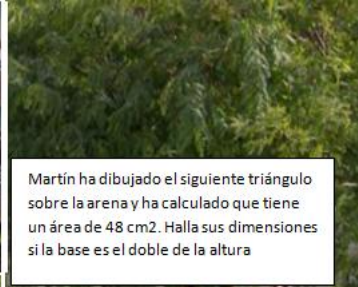 Martín ha dibujado el siguiente triángulo
sobre la arena y ha calculado que tiene
un área de 48 cm2. Halla sus dimensiones
si la base es el doble de la altura